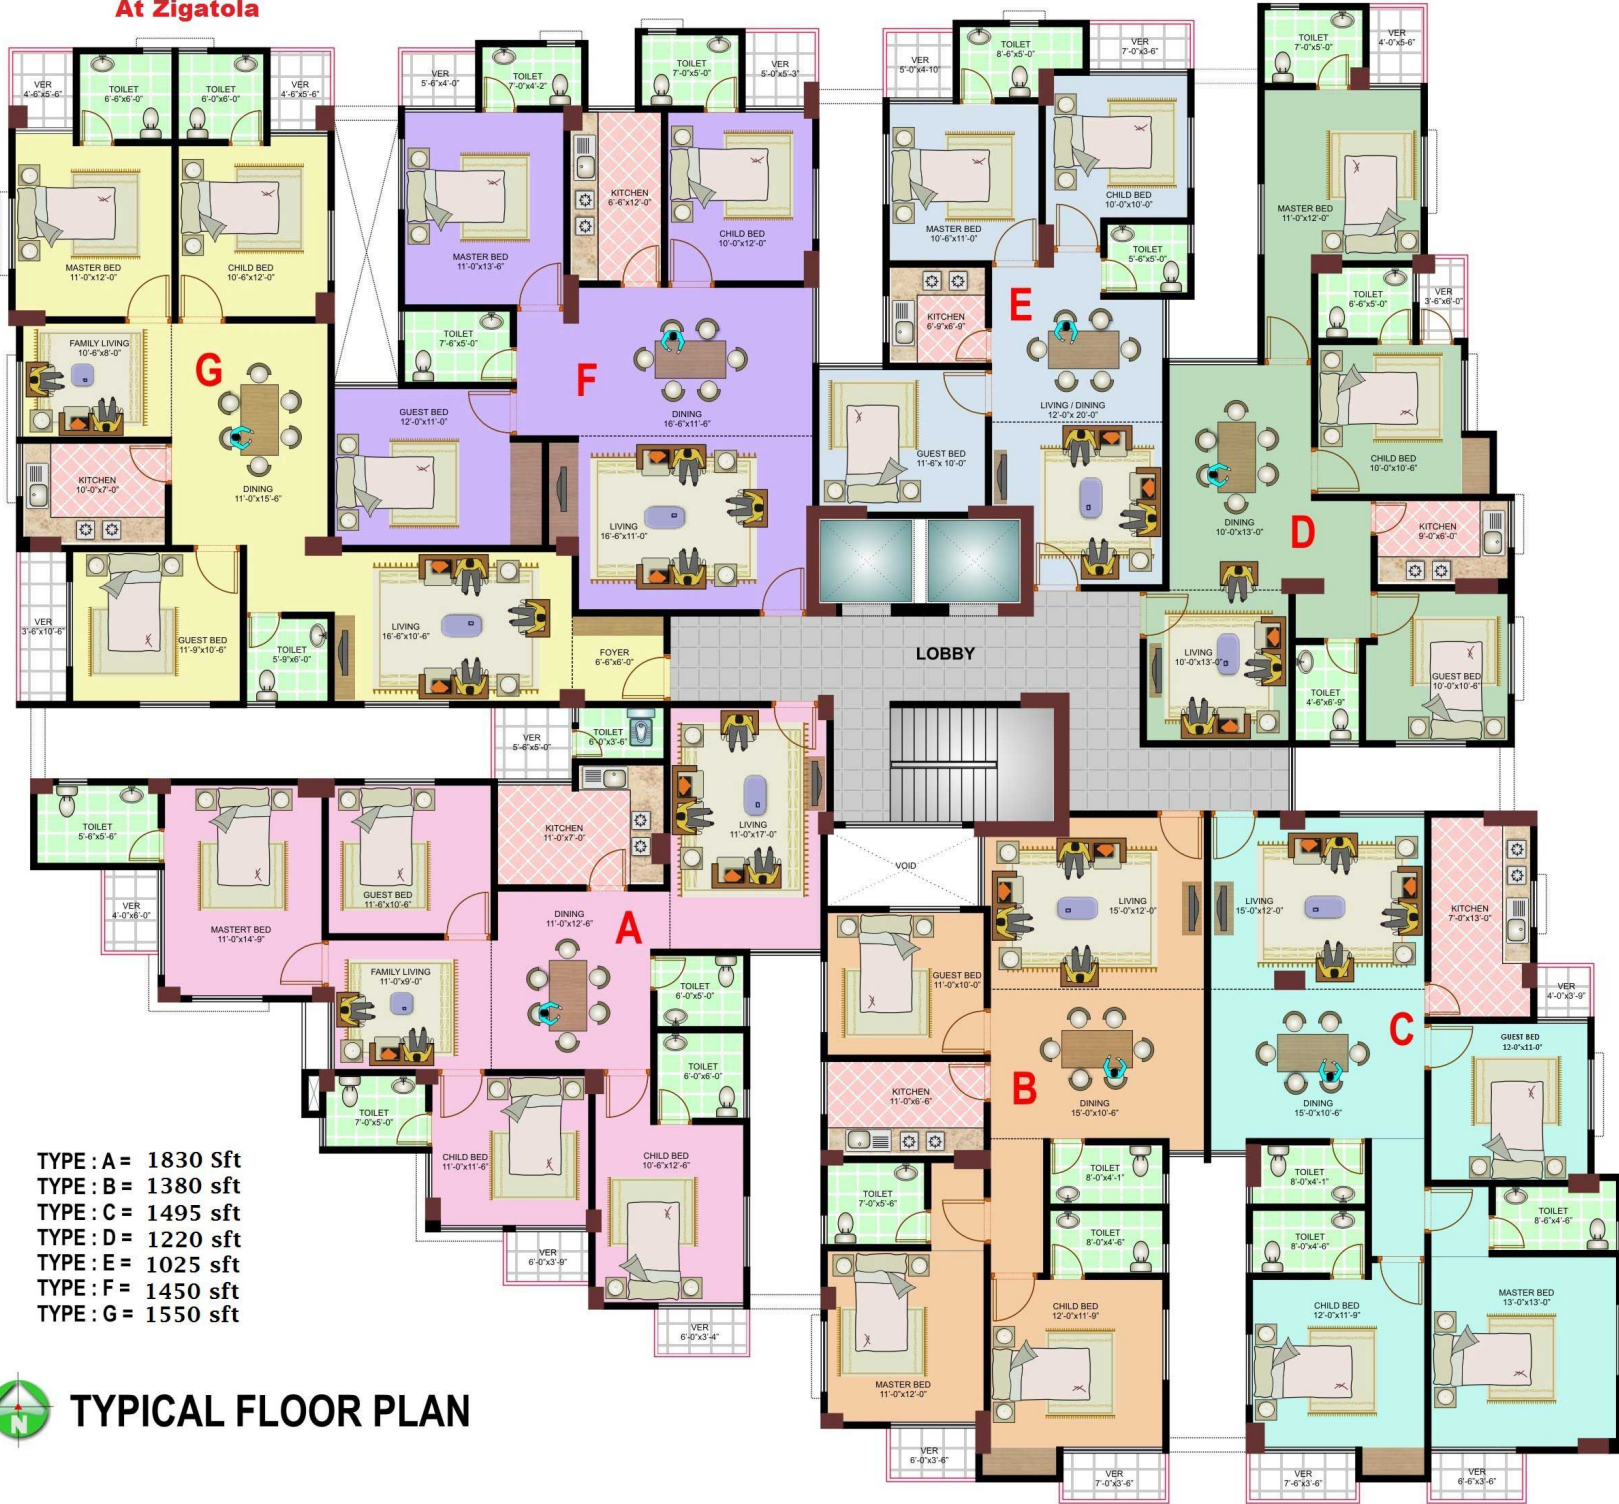 At Zigatola
VER
4'-6"x5'-6"
TOILET
6'-6"x6'-0"
TOILET
6'-0"x6'-0"
VER
4'-6"x5'-6"
MASTER BED
11'-0"x12'-0"
CHILD BED
10'-6"x12'-0"
FAMILY LIVING
10'-6"x8'-0"
G
KITCHEN
10'-0"x7'-0"
DINING
11'-0"x15'-6"
VER
3'-6"x10'-6"
GUEST BED
11'-9"x10'-6"
TOILET
5'-9"x6'-0"
LIVING
16'-6"x10'-6"
FOYER
6'-6"x6'-0"
VER
5'-6"x4'-0"
TOILET
7'-0"x4'-2"
TOILET
7'-0"x5'-0"
VER
5'-0"x5'-3"
MASTER BED
11'-0"x13'-6"
KITCHEN
6'-6"x12'-0"
CHILD BED
10'-0"x12'-0"
TOILET
7'-6"x5'-0"
F
GUEST BED
12'-0"x11'-0"
DINING
16'-6"x11'-6"
LIVING
16'-6"x11'-0"
VER
5'-0"x4'-10"
TOILET
8'-6"x5'-0"
VER
7'-0"x3'-6"
MASTER BED
10'-6"x11'-0"
CHILD BED
10'-0"x10'-0"
TOILET
5'-6"x5'-0"
KITCHEN
6'-9"x6'-9"
E
LIVING / DINING
12'-0"x 20'-0"
GUEST BED
11'-6"x 10'-0"
TOILET
7'-0"x5'-0"
VER
4'-0"x5'-6"
MASTER BED
11'-0"x12'-0"
TOILET
6'-6"x5'-0"
VER
3'-6"x6'-0"
CHILD BED
10'-0"x10'-6"
DINING
10'-0"x13'-0"
D
KITCHEN
9'-0"x6'-0"
LIVING
10'-0"x13'-0"
TOILET
4'-6"x6'-9"
GUEST BED
10'-0"x10'-6"
LOBBY
VER
5'-6"x5'-0"
TOILET
6'-0"x3'-6"
TOILET
5'-6"x5'-6"
KITCHEN
11'-0"x7'-0"
LIVING
11'-0"x17'-0"
VER
4'-0"x6'-0"
MASTERT BED
11'-0"x14'-9"
GUEST BED
11'-6"x10'-6"
DINING
11'-0"x12'-6"
A
FAMILY LIVING
11'-0"x9'-0"
TOILET
6'-0"x5'-0"
TOILET
6'-0"x6'-0"
TOILET
7'-0"x5'-0"
CHILD BED
11'-0"x11'-6"
CHILD BED
10'-6"x12'-6"
VER
6'-0"x3'-9"
VER
6'-0"x3'-4"
VOID
LIVING
15'-0"x12'-0"
GUEST BED
11'-0"x10'-0"
KITCHEN
11'-0"x6'-6"
B
DINING
15'-0"x10'-6"
TOILET
8'-0"x4'-1"
TOILET
7'-0"x5'-6"
TOILET
8'-0"x4'-6"
CHILD BED
12'-0"x11'-9"
MASTER BED
11'-0"x12'-0"
VER
6'-0"x3'-6"
VER
7'-0"x3'-6"
LIVING
15'-0"x12'-0"
KITCHEN
7'-0"x13'-0"
VER
4'-0"x3'-9"
C
GUEST BED
12-0"x11-0"
DINING
15'-0"x10'-6"
TOILET
8'-0"x4'-1"
TOILET
8'-0"x4'-6"
TOILET
8'-6"x4'-6"
CHILD BED
12'-0"x11'-9"
MASTER BED
13'-0"x13'-0"
VER
7'-6"x3'-6"
VER
6'-6"x3'-6"
TYPE : A = 1830 Sft
TYPE : B = 1380 sft
TYPE : C = 1495 sft
TYPE : D = 1220 sft
TYPE : E = 1025 sft
TYPE : F = 1450 sft
TYPE : G = 1550 sft
N
TYPICAL FLOOR PLAN